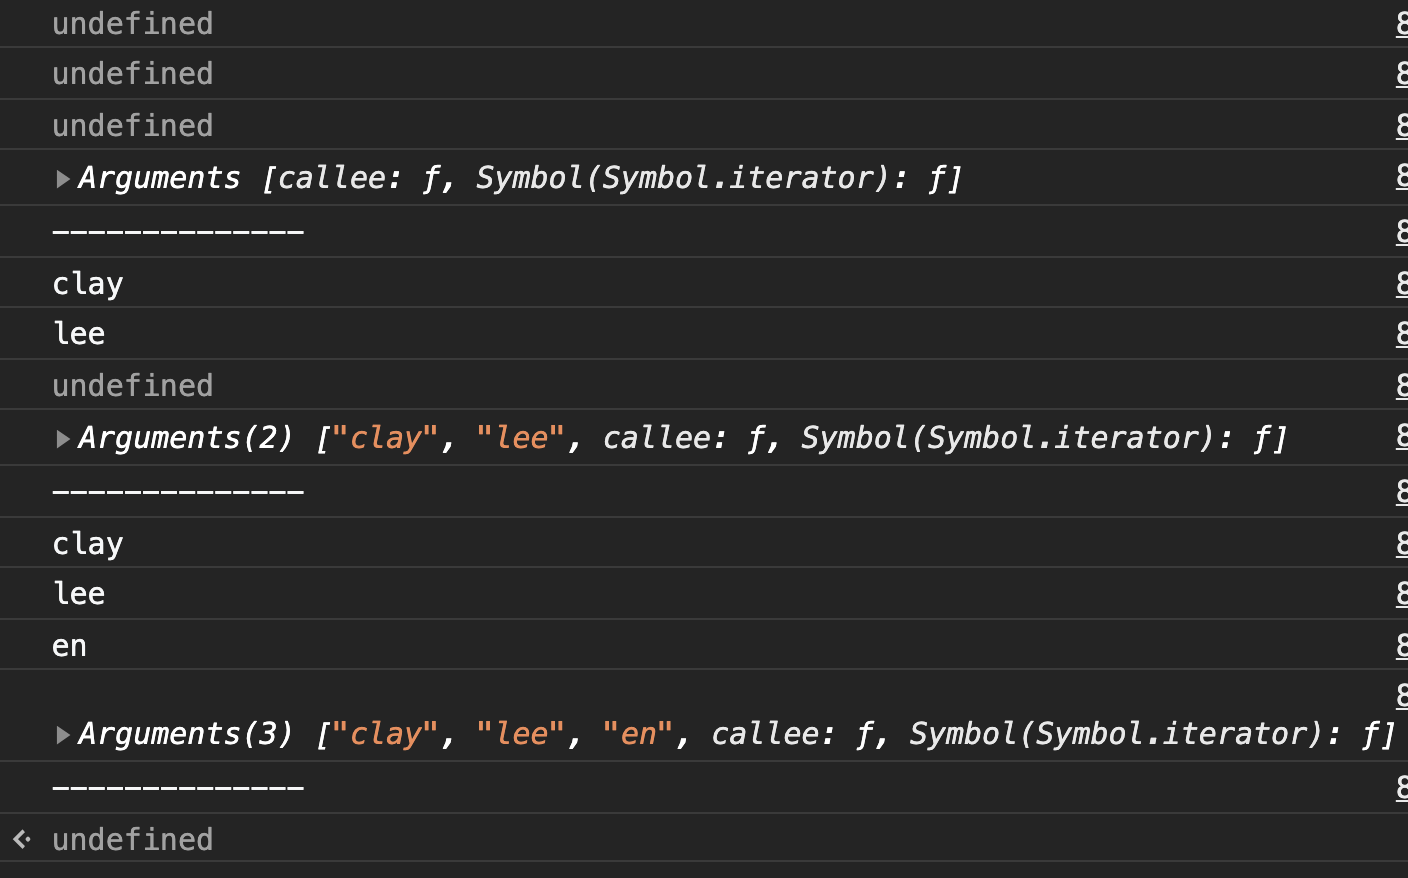 undefined
undefined
undefined
Arguments [callee: ƒ, Symbol(Symbol.iterator): ƒ]
--------------
clay
lee
undefined
Arguments(2) ["clay", "lee", callee: ƒ, Symbol(Symbol.iterator): ƒ]
--------------
clay
lee
en
Arguments(3) ["clay", "lee", "en", callee: ƒ, Symbol(Symbol.iterator): ƒ]
--------------
undefined